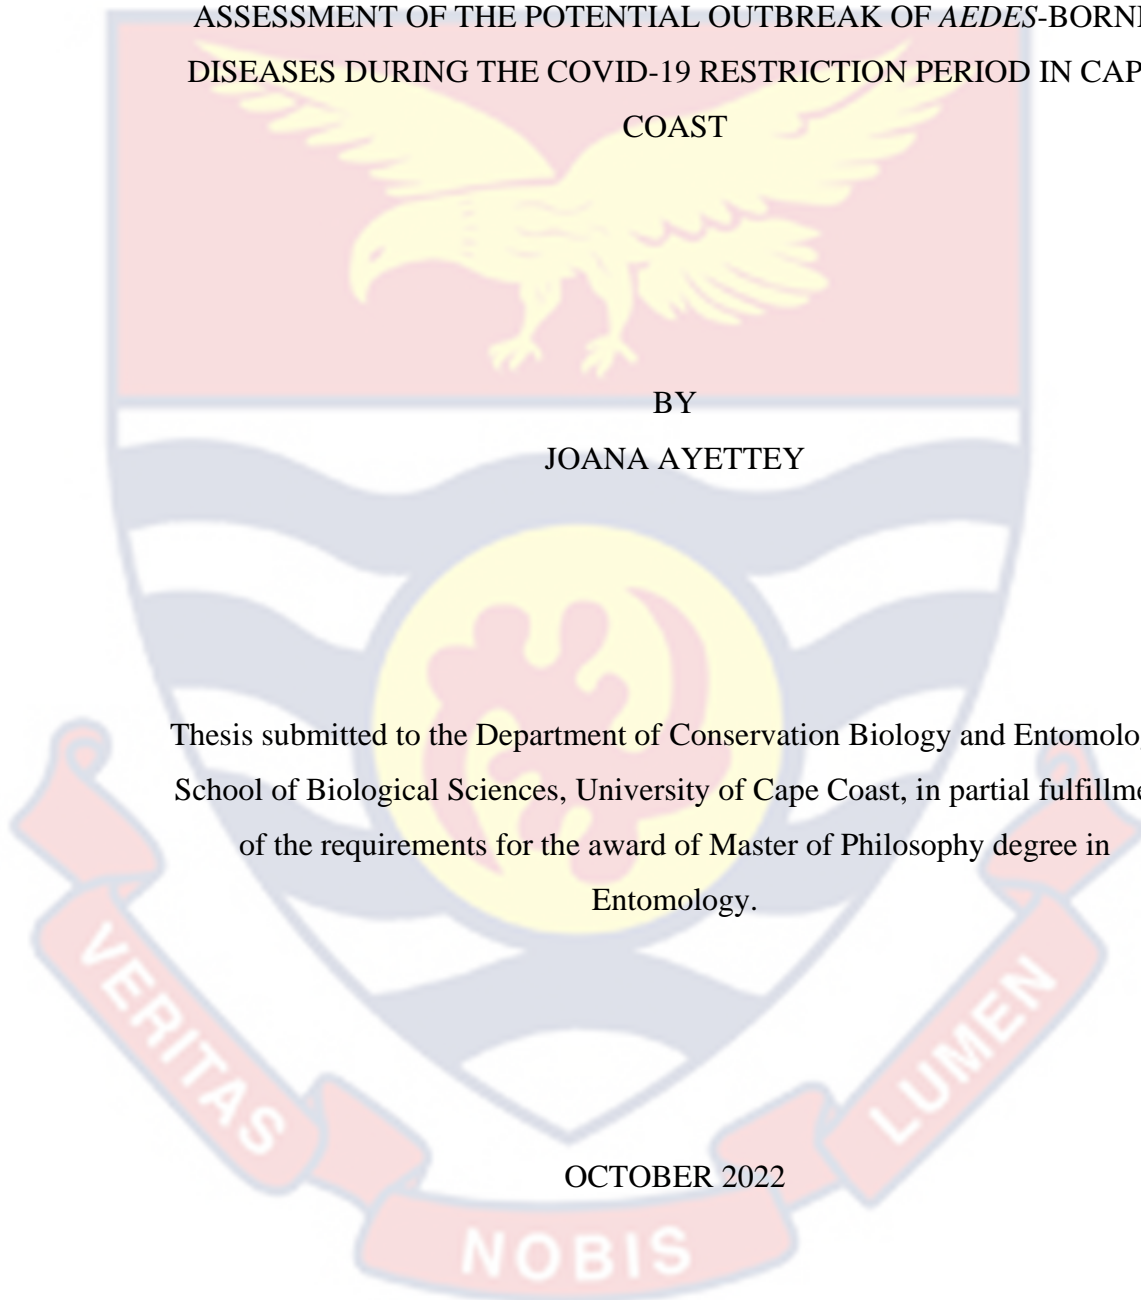 ASSESSMENT OF THE POTENTIAL OUTBREAK OF AEDES-BORN
DISEASES DURING THE COVID-19 RESTRICTION PERIOD IN CAP
COAST
BY
JOANA AYETTEY
Thesis submitted to the Department of Conservation Biology and Entomolo
School of Biological Sciences, University of Cape Coast, in partial fulfillme
of the requirements for the award of Master of Philosophy degree in
Entomology.
VERITAS
LUMEN
OCTOBER 2022
NOBIS